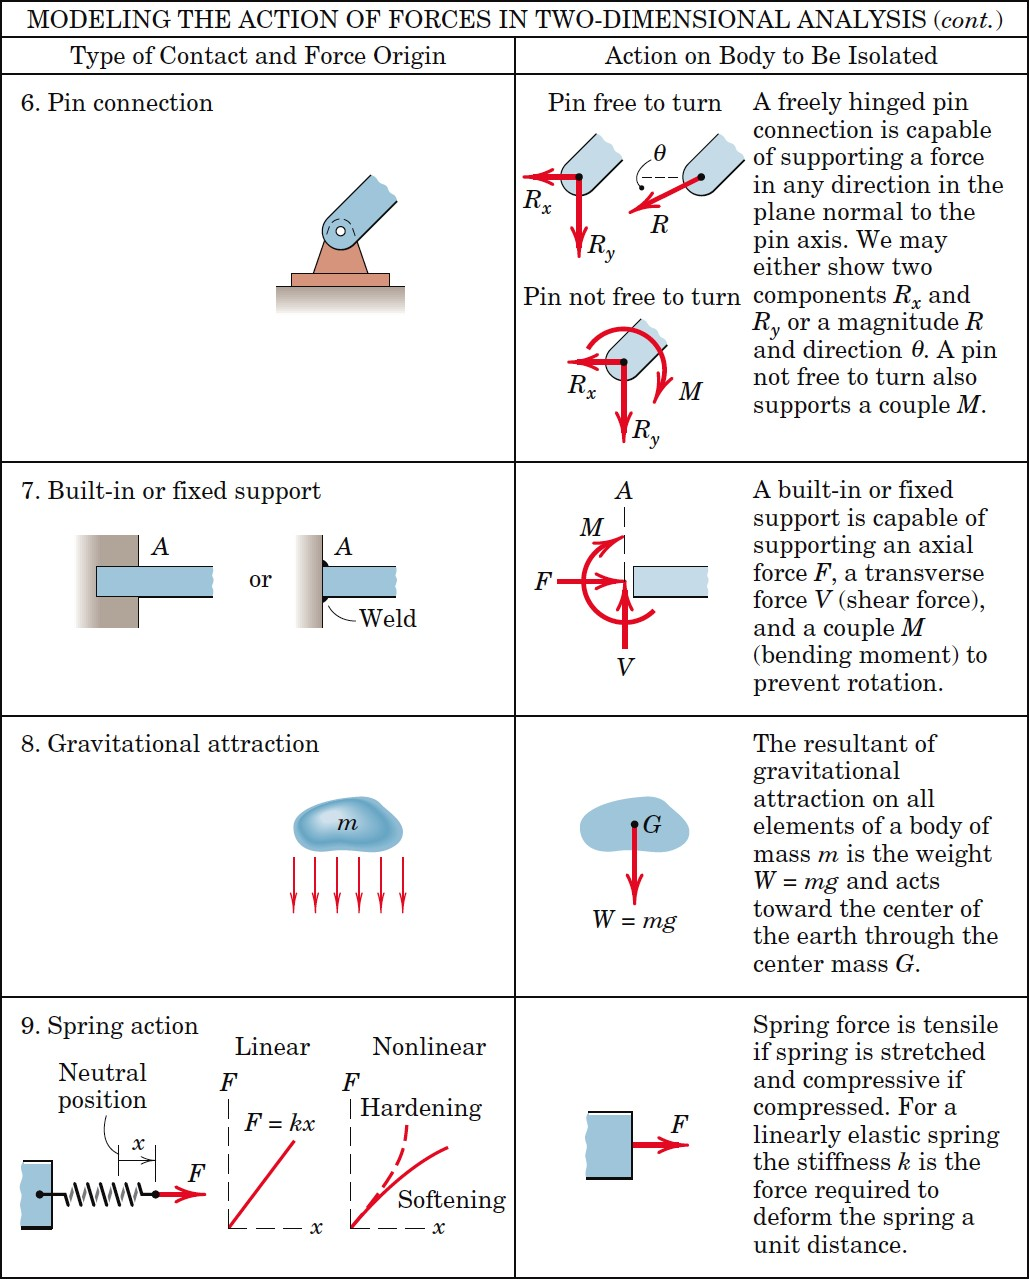 MODELING THE ACTION OF FORCES IN TWO-DIMENSIONAL ANALYSIS (cont.)
Type of Contact and Force Origin
Action on Body to Be Isolated
6. Pin connection
Pin free to turn
Rx
Ry
θ
R
Pin not free to turn
Rx
Ry
M
A freely hinged pin
connection is capable
of supporting a force
in any direction in the
plane normal to the
pin axis. We may
either show two
components Rx and
Ry or a magnitude R
and direction θ. A pin
not free to turn also
supports a couple M.
7. Built-in or fixed support
A
or
A
Weld
A
M
F
V
A built-in or fixed
support is capable of
supporting an axial
force F, a transverse
force V (shear force),
and a couple M
(bending moment) to
prevent rotation.
8. Gravitational attraction
m
G
W = mg
The resultant of
gravitational
attraction on all
elements of a body of
mass m is the weight
W = mg and acts
toward the center of
the earth through the
center mass G.
9. Spring action
Neutral
position
x
F
Linear
F
F = kx
x
Nonlinear
F
Hardening
Softening
x
F
Spring force is tensile
if spring is stretched
and compressive if
compressed. For a
linearly elastic spring
the stiffness k is the
force required to
deform the spring a
unit distance.